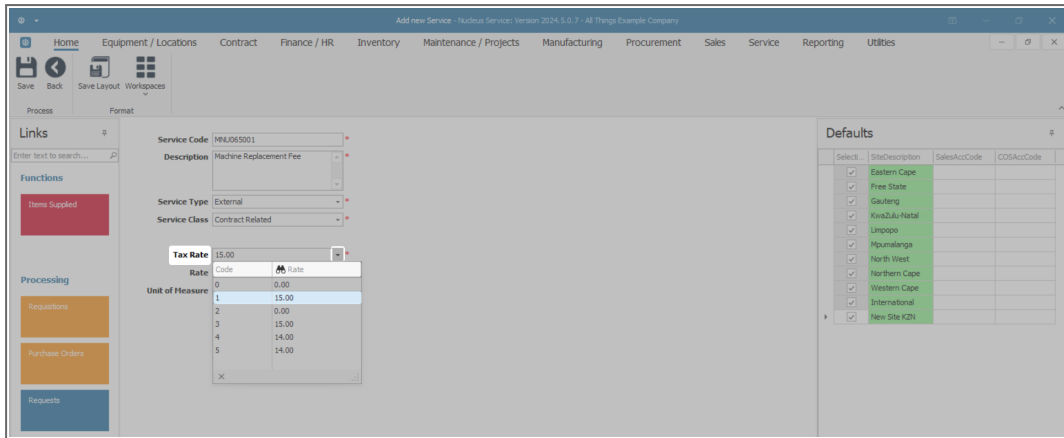 Add new Service - Nucleus Service: Version 2024.5.0.7 - All Things Example Company
Home Equipment / Locations Contract Finance / HR Inventory Maintenance / Projects Manufacturing Procurement Sales Service Reporting Utilities
Save Back Save Layout Workspaces
Process Format
Links
Enter text to search...
Functions
Items Supplied
Processing
Requisitions
Purchase Orders
Requests
Service Code MNU065001 *
Description Machine Replacement Fee *
Service Type External *
Service Class Contract Related *
Tax Rate 15.00 *
Rate
Unit of Measure
Code Rate
0 0.00
1 15.00
2 0.00
3 15.00
4 14.00
5 14.00
Defaults
Selecti... SiteDescription SalesAccCode COSAccCode
Eastern Cape
Free State
Gauteng
KwaZulu-Natal
Limpopo
Mpumalanga
North West
Northern Cape
Western Cape
International
New Site KZN